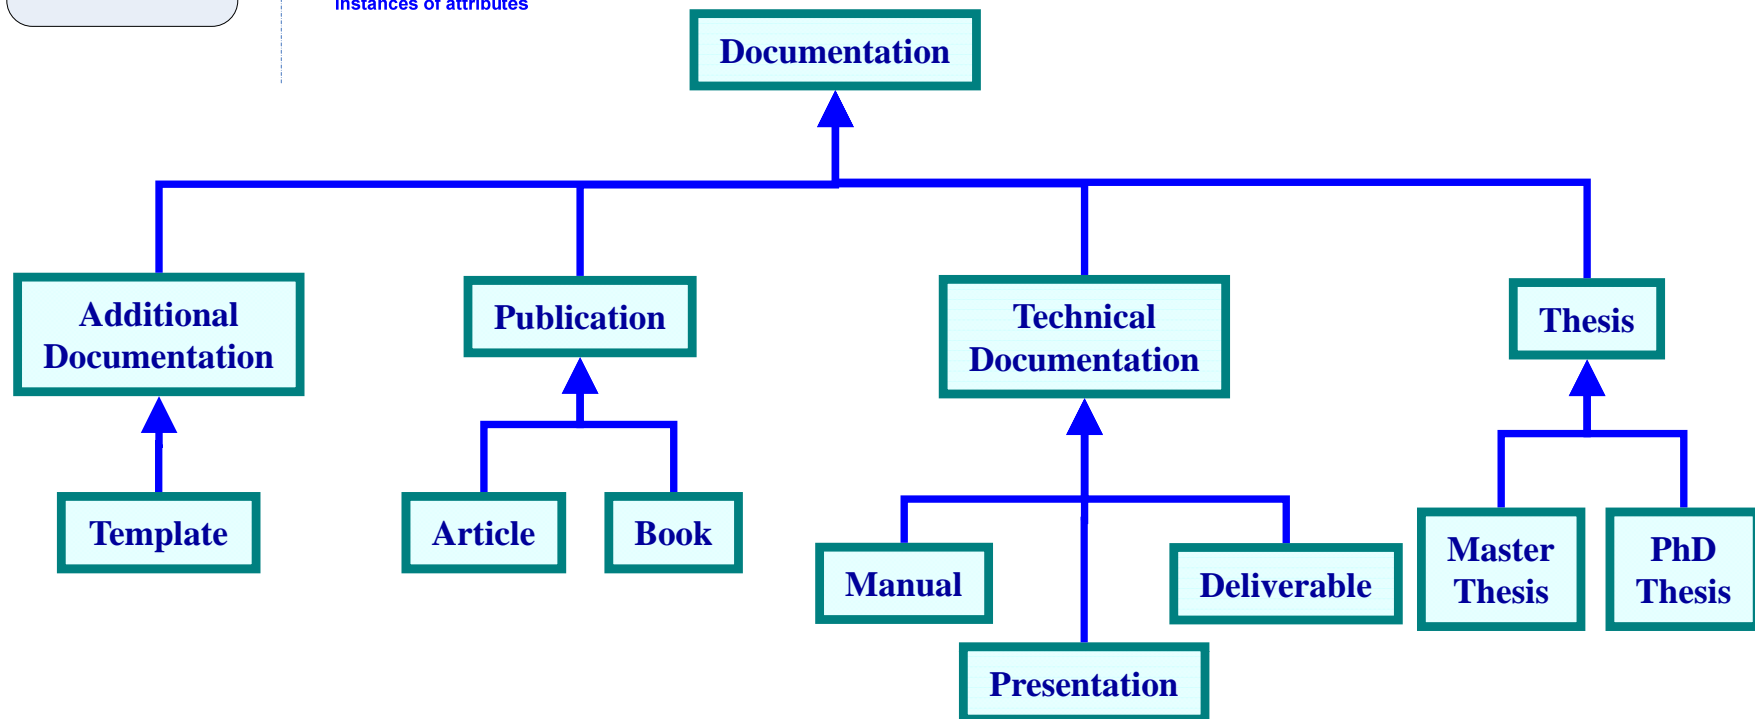 Instances of attributes
Documentation
Additional
Documentation
Publication
Technical
Documentation
Thesis
Template
Article
Book
Manual
Presentation
Deliverable
Master
Thesis
PhD
Thesis